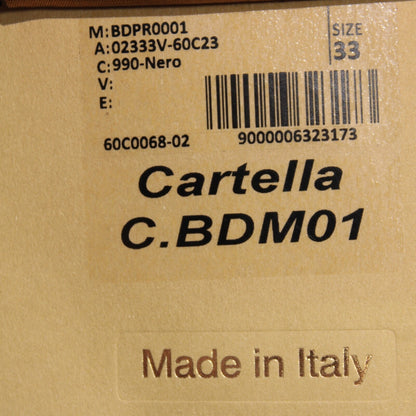 M:BDPR0001
A:02333V-60C23
C:990-Nero
V:
E:
SIZE
33
60C0068-02
9000006323173
Cartella
C.BDM01
Made in Italy